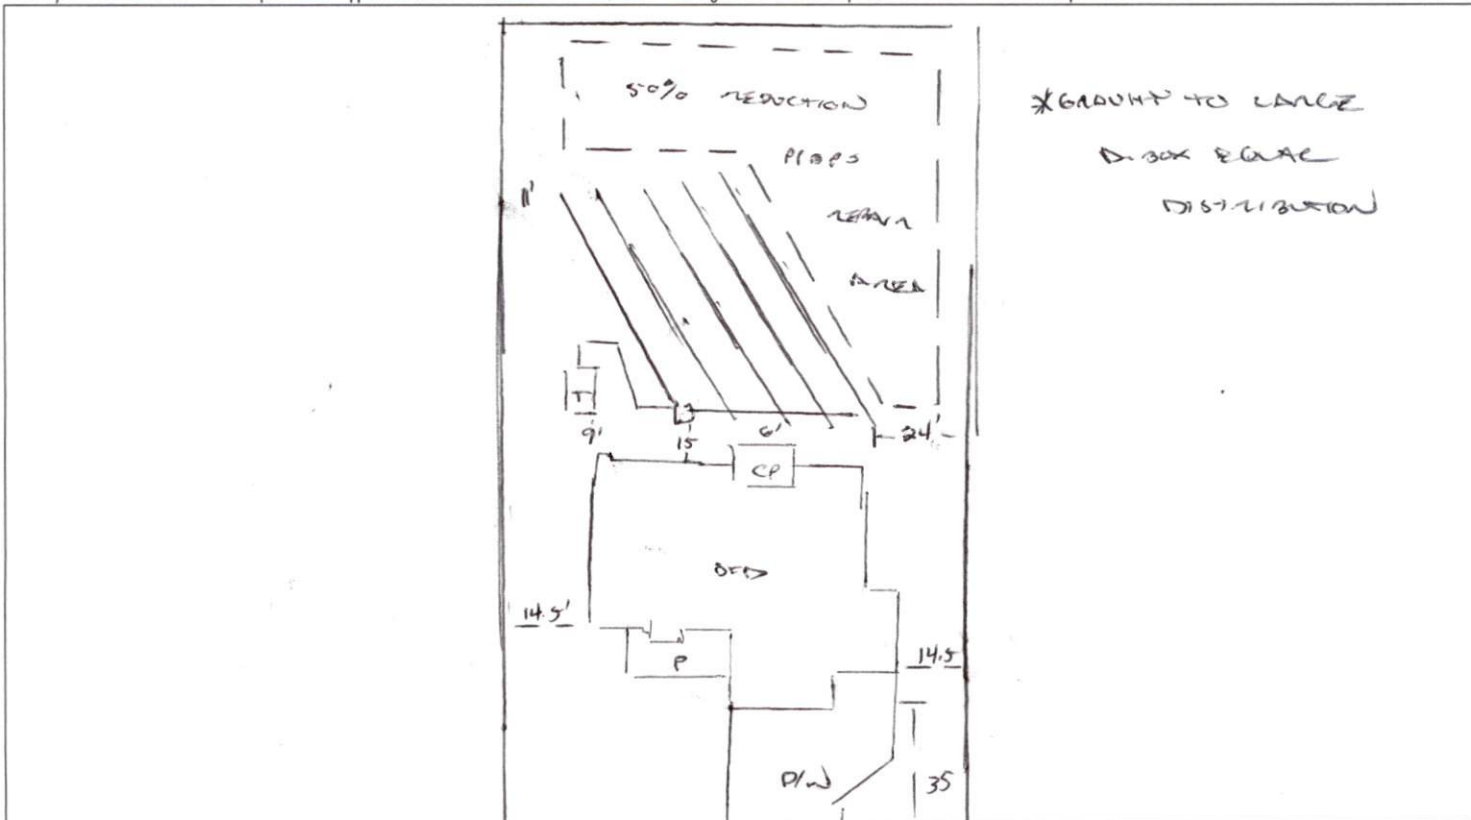 50% REDUCTION
PIPES
REPAIR
AREA
*GRAVITY TO LARGE
D-BOX EQUAL
DISTRIBUTION
11'
T
9'
15'
6'
24'
CP
14.5'
P
14.5
D/W
35